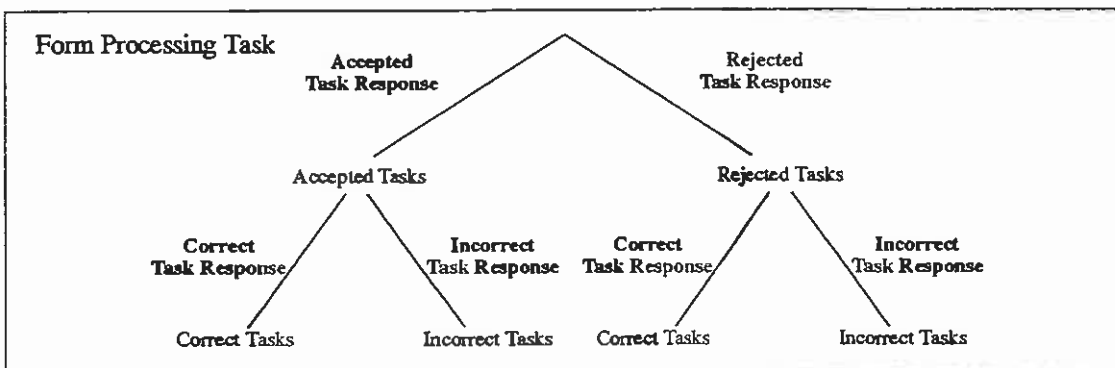 Form Processing Task
Accepted
Task Response
Rejected
Task Response
Accepted Tasks
Rejected Tasks
Correct
Task Response
Incorrect
Task Response
Correct
Task Response
Incorrect
Task Response
Correct Tasks
Incorrect Tasks
Correct Tasks
Incorrect Tasks